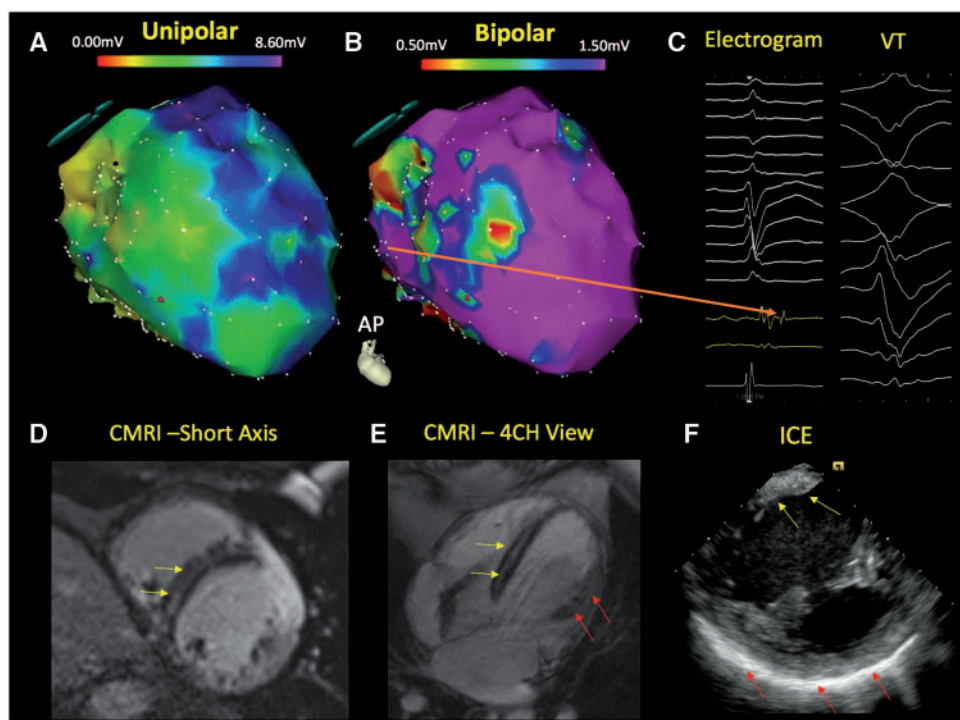 A
Unipolar
0.00mV
8.60mV
B
Bipolar
0.50mV
1.50mV
C
Electrogram
VT
AP
D
CMRI –Short Axis
E
CMRI – 4CH View
F
ICE